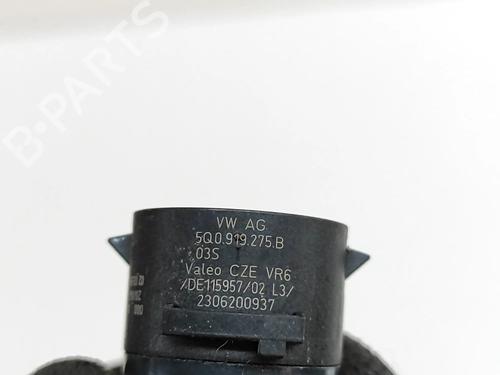 B-PARTS
VW AG
5Q0.919.275.B
03S
Valeo CZE VR6
/DE115957/02 L3/
2306200937